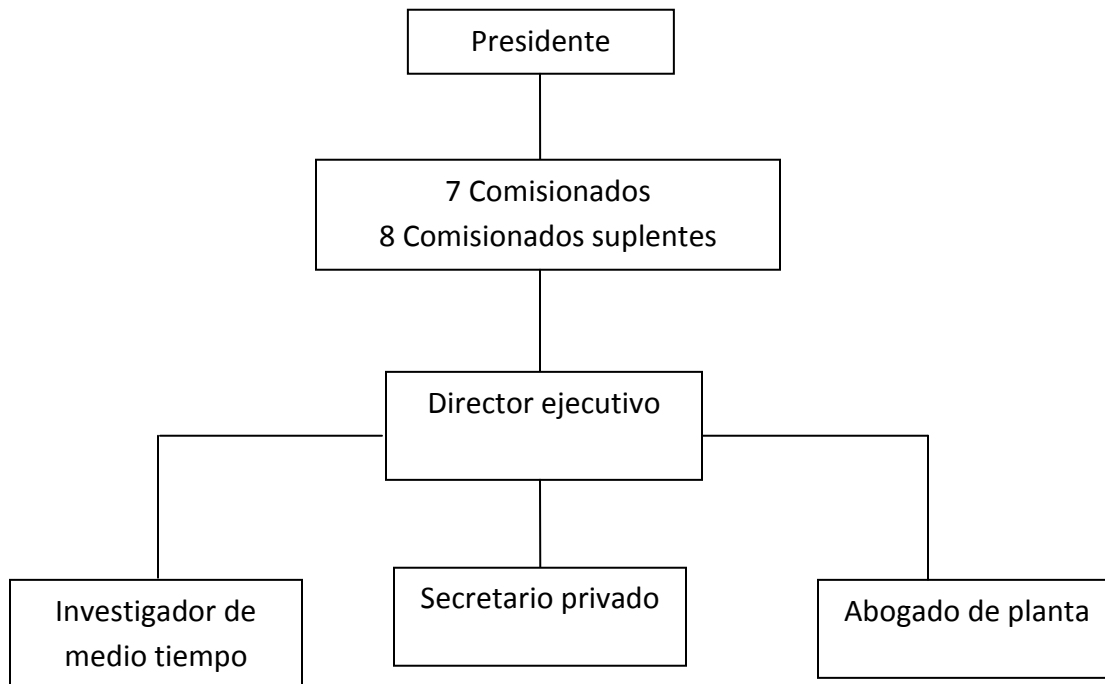 Presidente
7 Comisionados
8 Comisionados suplentes
Director ejecutivo
Investigador de
medio tiempo
Secretario privado
Abogado de planta